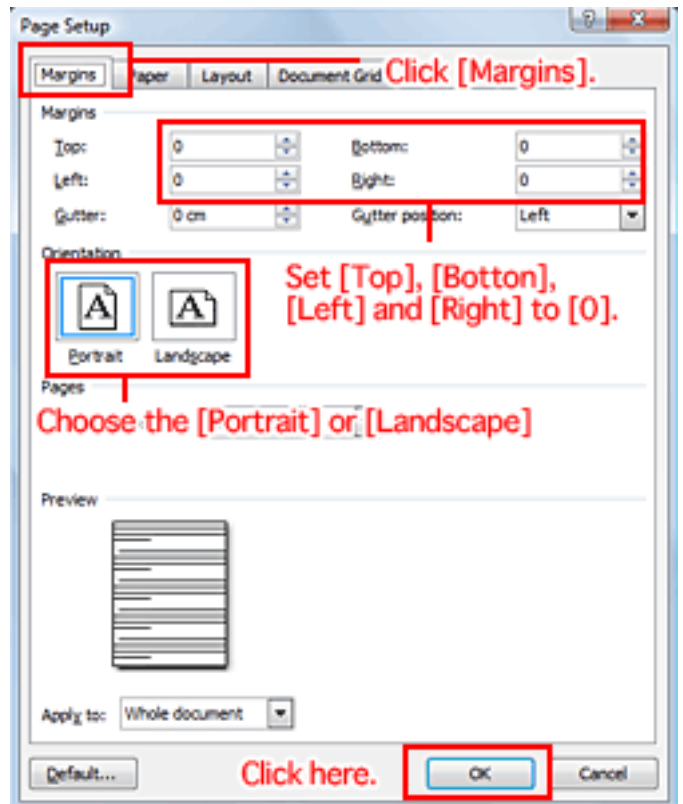 Page Setup
Margins Paper Layout Document Grid Click [Margins].
Margins
Top: 0 Bottom: 0
Left: 0 Right: 0
Gutter: 0 cm Gutter position: Left
Orientation
Set [Top], [Botton],
[Left] and [Right] to [0].
A A
Portrait Landscape
Pages
Choose the [Portrait] or [Landscape]
Preview
Apply to: Whole document
Default... Click here. OK Cancel